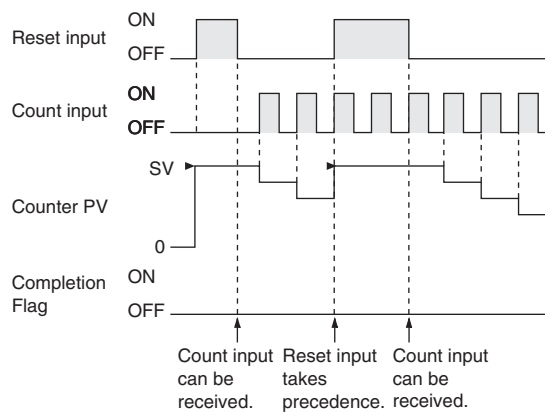 Reset input
ON
OFF
Count input
ON
OFF
SV
Counter PV
0
Completion
Flag
ON
OFF
Count input
can be
received.
Reset input
takes
precedence.
Count input
can be
received.